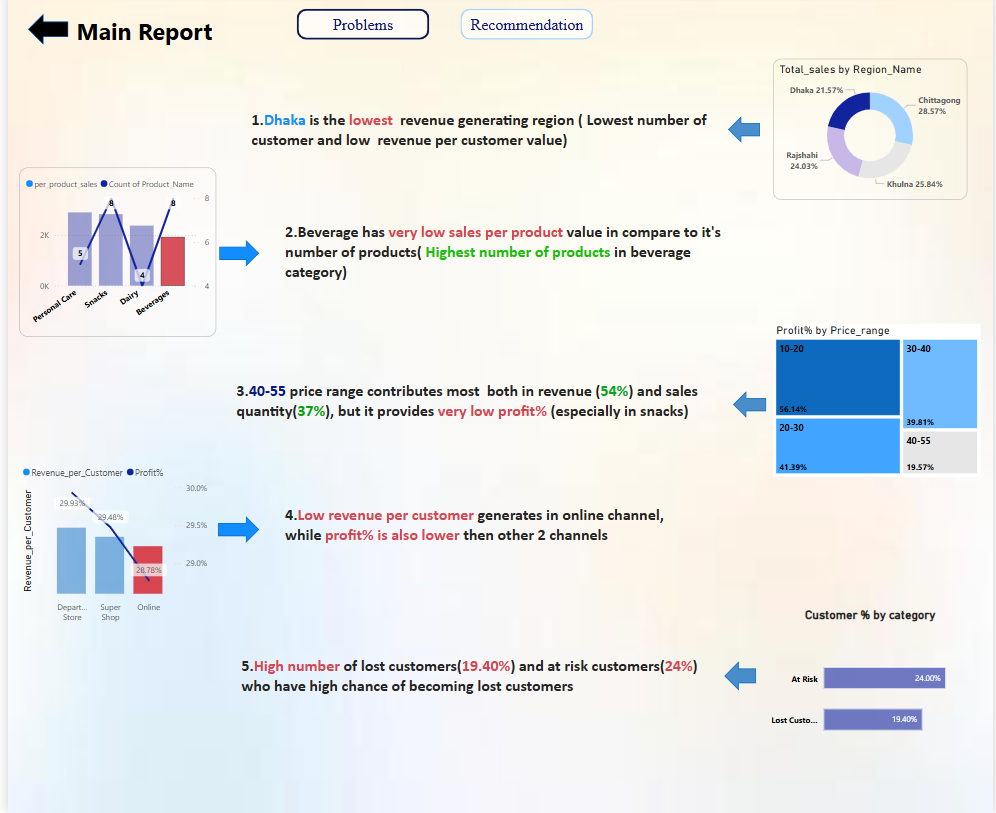 Main Report
Problems
Recommendation
Total_sales by Region_Name
Dhaka 21.57%
Chittagong
28.57%
Rajshahi
24.03%
Khulna 25.84%
1.Dhaka is the lowest revenue generating region ( Lowest number of
customer and low revenue per customer value)
per_product_sales Count of Product_Name
8
8
8
2K
6
5
4
0K
4
Personal Care
Snacks
Dairy
Beverages
2.Beverage has very low sales per product value in compare to it's
number of products( Highest number of products in beverage
category)
Profit% by Price_range
10-20
56.14%
30-40
39.81%
20-30
41.39%
40-55
19.57%
3.40-55 price range contributes most both in revenue (54%) and sales
quantity(37%), but it provides very low profit% (especially in snacks)
Revenue_per_Customer Profit%
Revenue_per_Customer
30.0%
29.93%
29.48%
29.5%
29.0%
28.78%
Depart...
Store
Super
Shop
Online
4.Low revenue per customer generates in online channel,
while profit% is also lower then other 2 channels
Customer % by category
At Risk
24.00%
Lost Custo...
19.40%
5.High number of lost customers(19.40%) and at risk customers(24%)
who have high chance of becoming lost customers